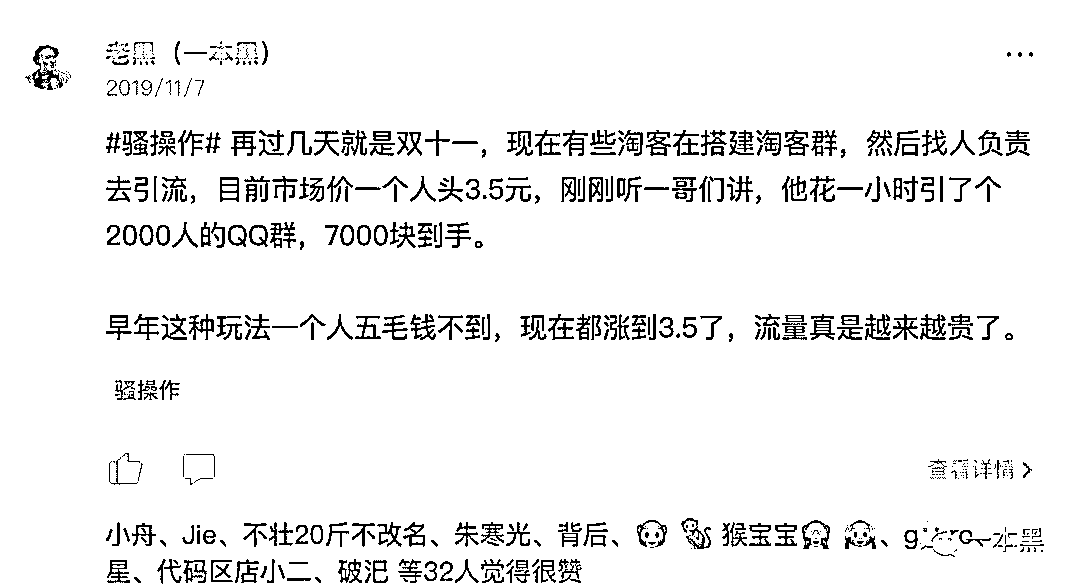 老黑（一本黑）
2019/11/7
#骚操作# 再过几天就是双十一，现在有些淘客在搭建淘客群，然后找人负责
去引流，目前市场价一个人头3.5元，刚刚听一哥们讲，他花一小时引了个
2000人的QQ群，7000块到手。
早年这种玩法一个人五毛钱不到，现在都涨到3.5了，流量真是越来越贵了。
骚操作
查看详情
小舟、Jie、不壮20斤不改名、朱寒光、背后、🐵 🐒 猴宝宝🙊 🙈、
一本黑
星、代码区店小二、破汜 等32人觉得很赞